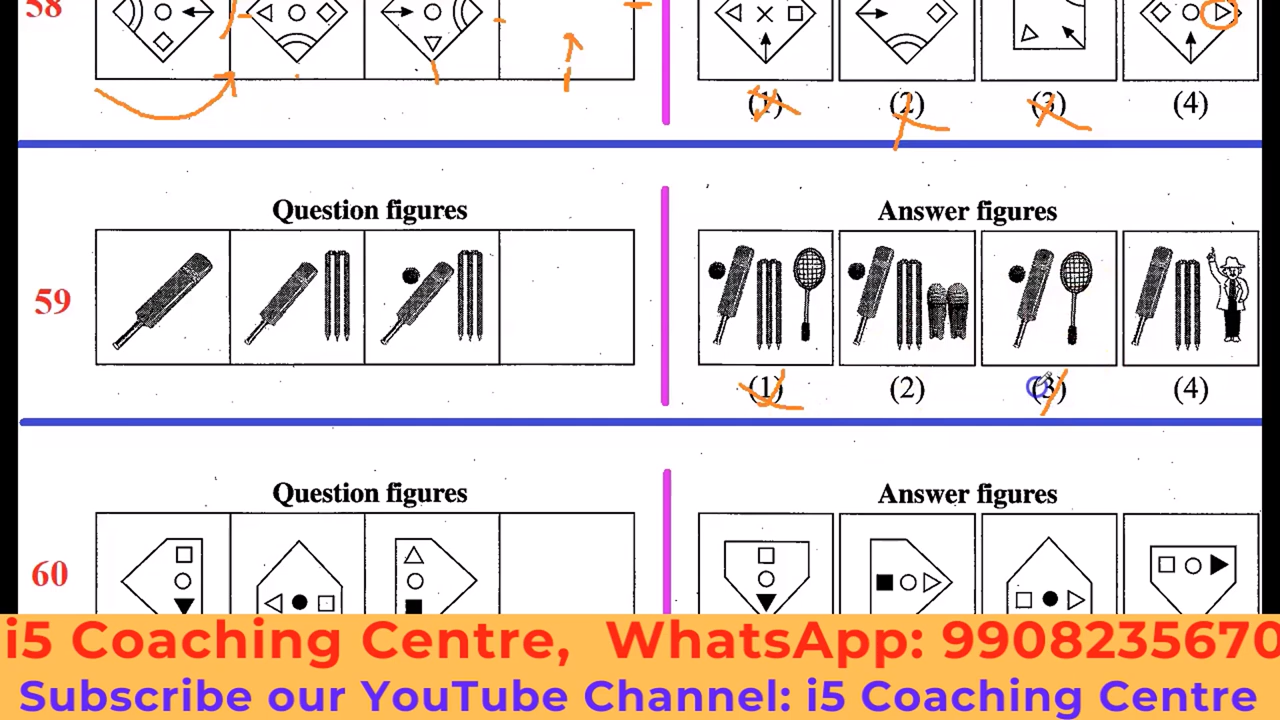 58
(1) (2) (3) (4)
Question figures Answer figures
59
(1) (2) (3) (4)
Question figures Answer figures
60
i5 Coaching Centre, WhatsApp: 9908235670
Subscribe our YouTube Channel: i5 Coaching Centre